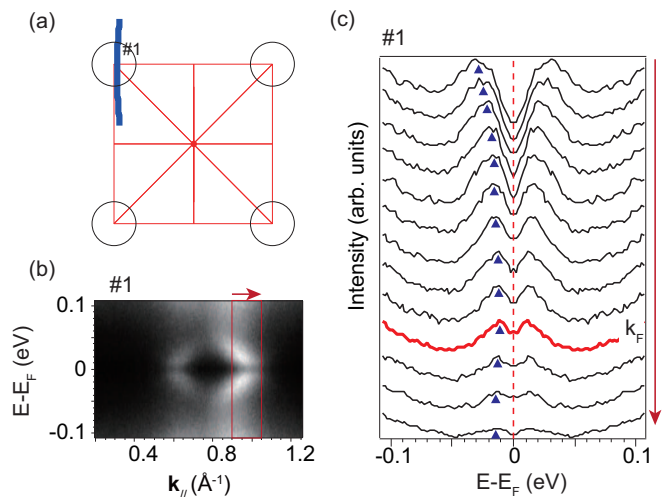 (a)
#1
(b)
#1
E-E_F (eV)
0.1
0
-0.1
0.4
0.8
1.2
k_// (Å⁻¹)
(c)
#1
Intensity (arb. units)
k_F
-0.1
0
0.1
E-E_F (eV)